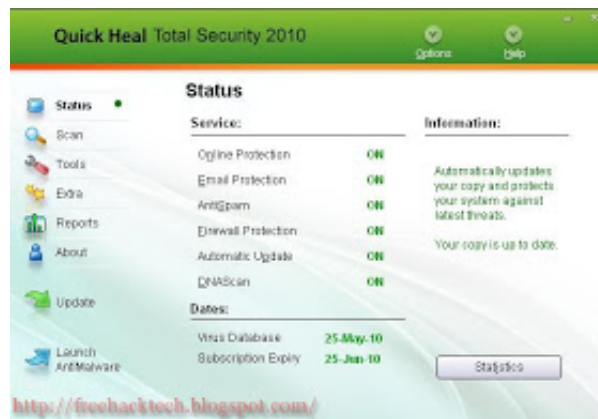 Quick Heal Total Security 2010
Options
Help
Status
Scan
Tools
Extra
Reports
About
Update
Launch
AntiMalware
Status
Service:
Online Protection ON
Email Protection ON
AntiSpam ON
Firewall Protection ON
Automatic Update ON
DNAScan ON
Dates:
Virus Database 25-May-10
Subscription Expiry 25-Jun-10
Information:
Automatically updates
your copy and protects
your system against
latest threats.
Your copy is up to date.
Statistics
http://freehacktech.blogspot.com/